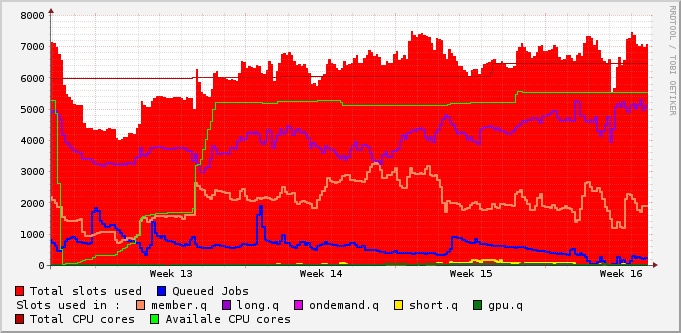 8000
7000
6000
5000
4000
3000
2000
1000
0
Week 13 Week 14 Week 15 Week 16
RRDTOOL / TOBI OETIKER
Total slots used Queued Jobs
Slots used in : member.q long.q ondemand.q short.q gpu.q
Total CPU cores Availale CPU cores